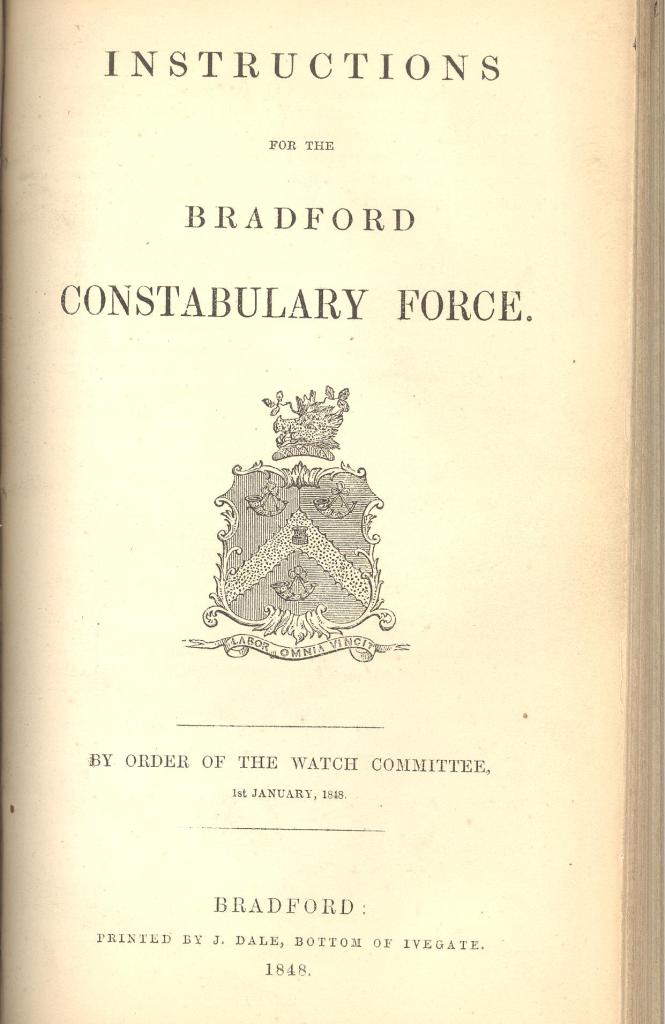 INSTRUCTIONS
FOR THE
BRADFORD
CONSTABULARY FORCE.
LABOR OMNIA VINCIT
BY ORDER OF THE WATCH COMMITTEE,
1st JANUARY, 1848.
BRADFORD:
PRINTED BY J. DALE, BOTTOM OF IVEGATE.
1848.